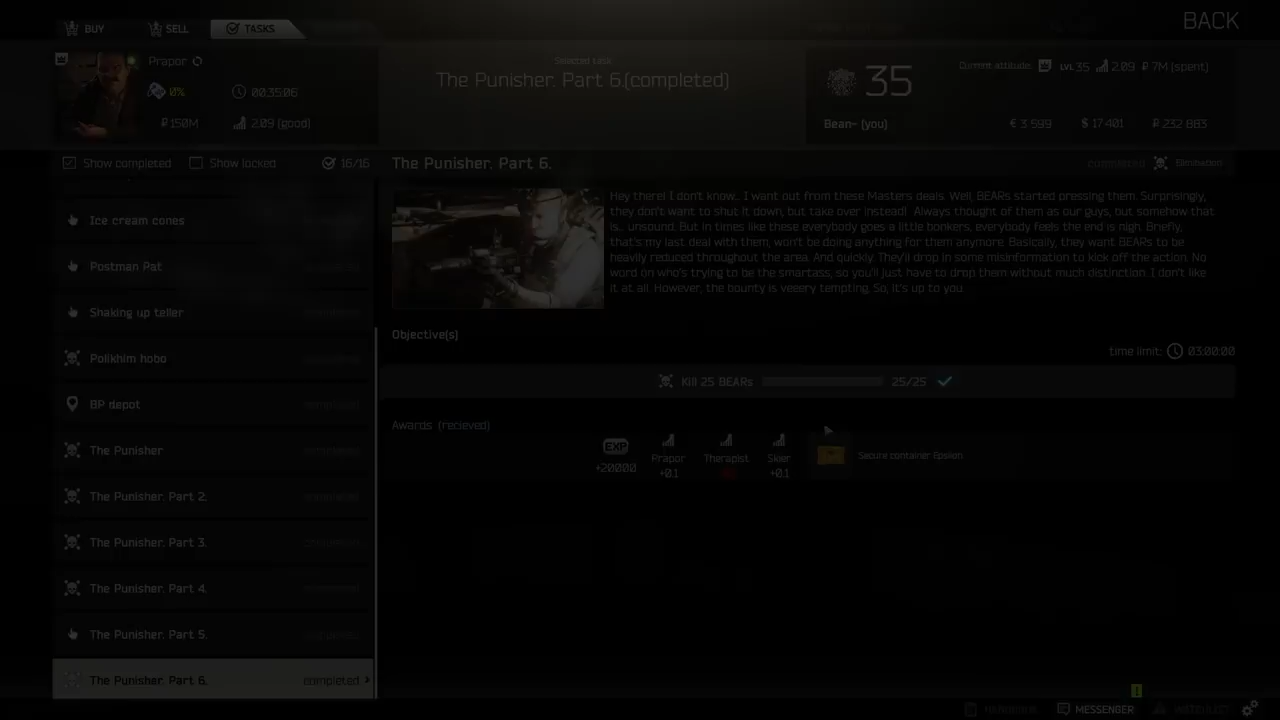 BUY
SELL
TASKS
BACK
Prapor
0%
00:35:06
₽ 150M
2.09 (good)
Selected task
The Punisher. Part 6.(completed)
35
Bean- (you)
Current attitude:
LVL 35
2.09
₽ 7M (spent)
€ 3 599
$ 17 401
₽ 232 883
Show completed
Show locked
16/16
Ice cream cones
Postman Pat
Shaking up teller
Polikhim hobo
BP depot
The Punisher
The Punisher. Part 2.
The Punisher. Part 3.
The Punisher. Part 4.
The Punisher. Part 5.
The Punisher. Part 6.
completed
The Punisher. Part 6.
completed
Elimination
Hey there! I don't know... I want out from these Masters deals. Well, BEARs started pressing them. Surprisingly,
they don't want to shut it down, but take over instead! Always thought of them as our guys, but somehow that
is... unsound. But in times like these everybody goes a little bonkers, everybody feels the end is nigh. Briefly,
that's my last deal with them, won't be doing anything for them anymore. Basically, they want BEARs to be
heavily reduced throughout the area. And quickly. They'll drop in some misinformation to kick off the action. No
word on who's trying to be the smartass, so you'll just have to drop them without much distinction. I don't like
it at all. However, the bounty is veeery tempting. So, it's up to you.
Objective(s)
time limit:
03:00:00
Kill 25 BEARs
25/25
Awards (recieved)
EXP
+20000
Prapor
+0.1
Therapist
Skier
+0.1
Secure container Epsilon
!
MESSENGER